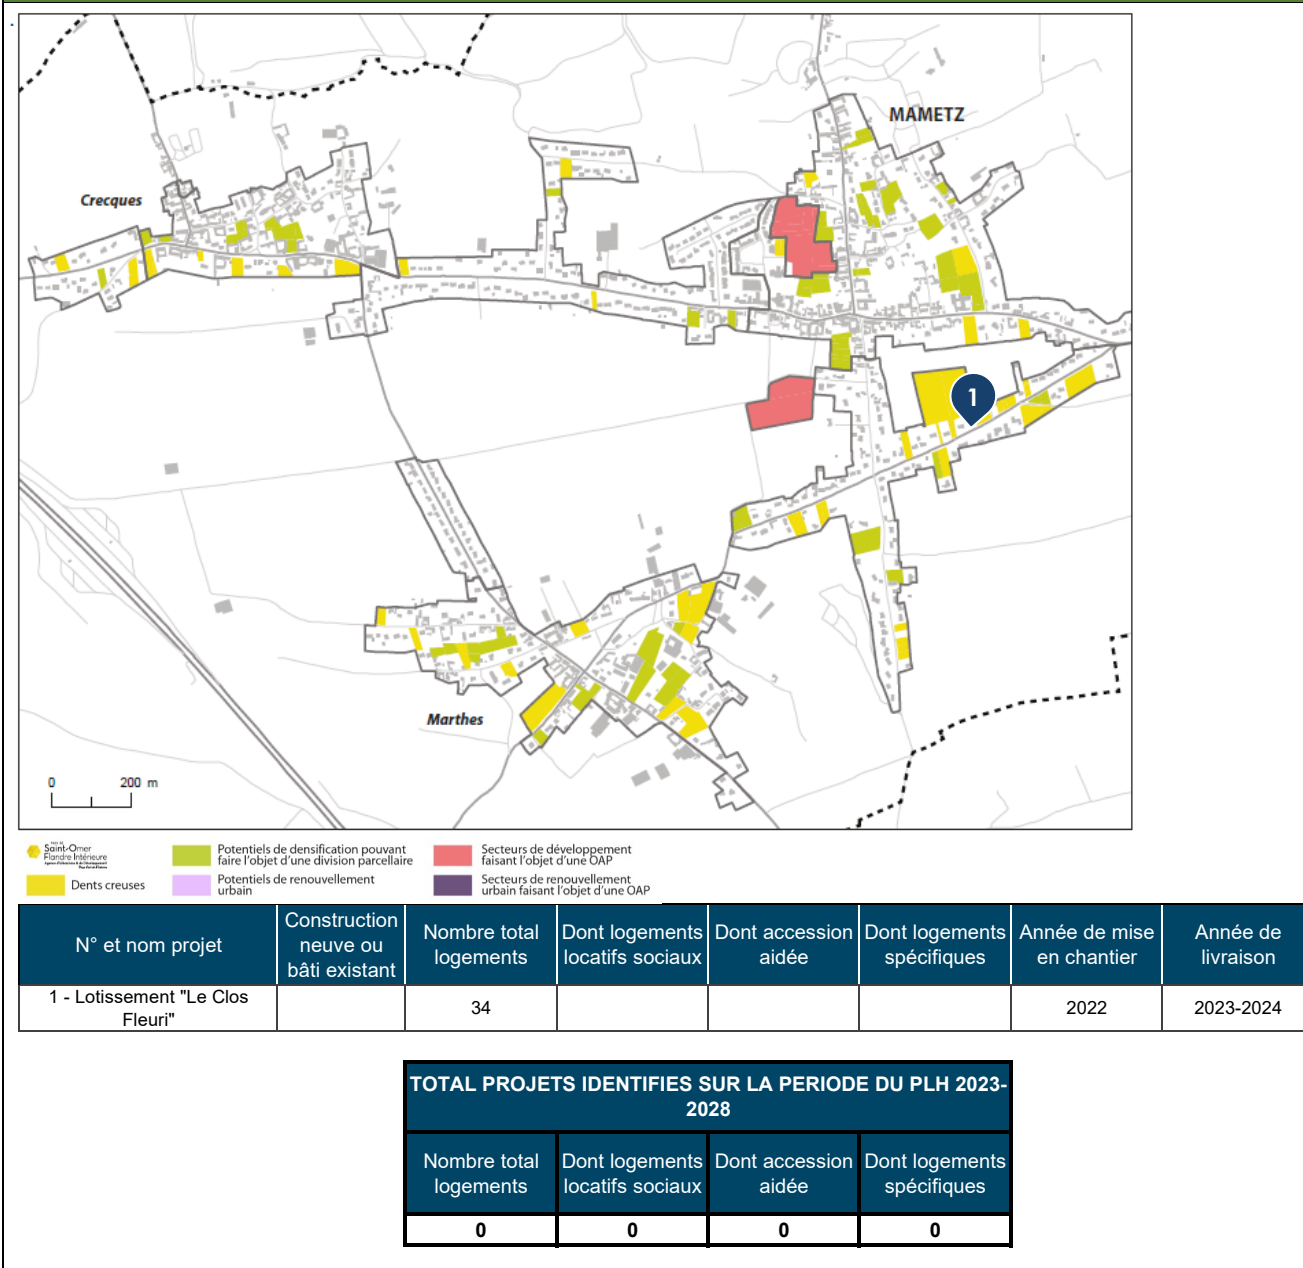 MAMETZ
Crecques
1
Marthes
0 200 m
Saint-Omer
Flandre Intérieure
Dents creuses
Potentiels de densification pouvant
faire l'objet d'une division parcellaire
Potentiels de renouvellement
urbain
Secteurs de développement
faisant l'objet d'une OAP
Secteurs de renouvellement
urbain faisant l'objet d'une OAP
N° et nom projet
Construction
neuve ou
bâti existant
Nombre total
logements
Dont logements
locatifs sociaux
Dont accession
aidée
Dont logements
spécifiques
Année de mise
en chantier
Année de
livraison
1 - Lotissement "Le Clos
Fleuri"
34
2022
2023-2024
TOTAL PROJETS IDENTIFIES SUR LA PERIODE DU PLH 2023-
2028
Nombre total
logements
Dont logements
locatifs sociaux
Dont accession
aidée
Dont logements
spécifiques
0 0 0 0